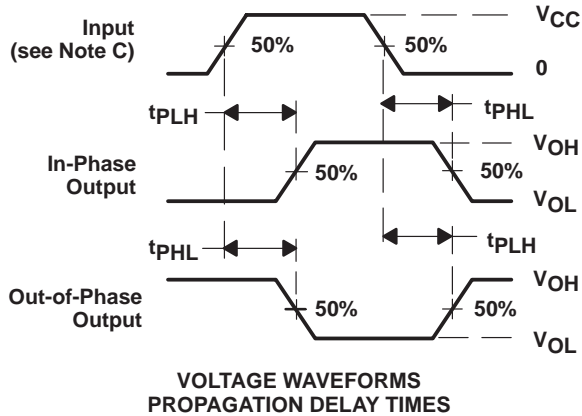 Input
(see Note C)
50%
50%
VCC
0
tPLH
tPHL
In-Phase
Output
50%
50%
VOH
VOL
tPHL
tPLH
Out-of-Phase
Output
50%
50%
VOH
VOL
VOLTAGE WAVEFORMS
PROPAGATION DELAY TIMES